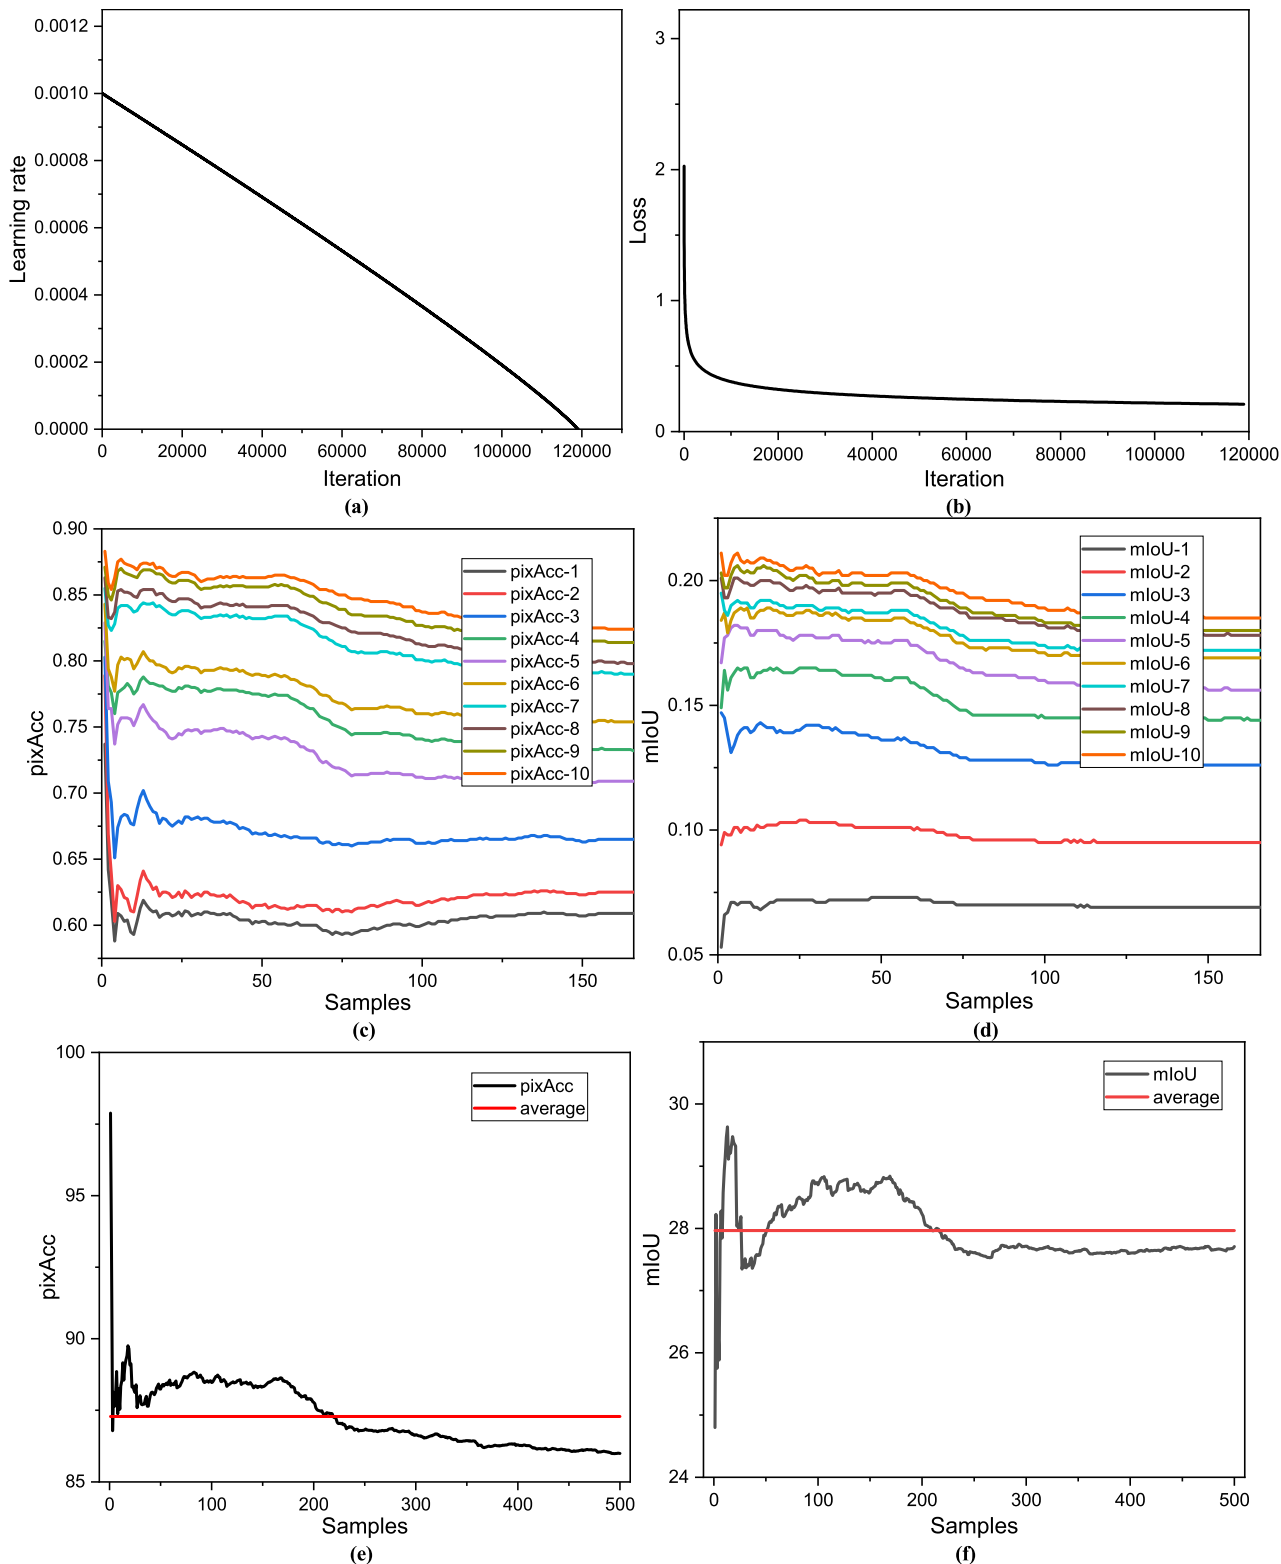 0.0012
0.0010
0.0008
0.0006
0.0004
0.0002
0.0000
Learning rate
0 20000 40000 60000 80000 100000 120000
Iteration
(a)
3
2
1
0
Loss
0 20000 40000 60000 80000 100000 120000
Iteration
(b)
0.90
0.85
0.80
0.75
0.70
0.65
0.60
pixAcc
pixAcc-1
pixAcc-2
pixAcc-3
pixAcc-4
pixAcc-5
pixAcc-6
pixAcc-7
pixAcc-8
pixAcc-9
pixAcc-10
0 50 100 150
Samples
(c)
0.20
0.15
0.10
0.05
mIoU
mIoU-1
mIoU-2
mIoU-3
mIoU-4
mIoU-5
mIoU-6
mIoU-7
mIoU-8
mIoU-9
mIoU-10
0 50 100 150
Samples
(d)
100
95
90
85
pixAcc
pixAcc
average
0 100 200 300 400 500
Samples
(e)
30
28
26
24
mIoU
mIoU
average
0 100 200 300 400 500
Samples
(f)